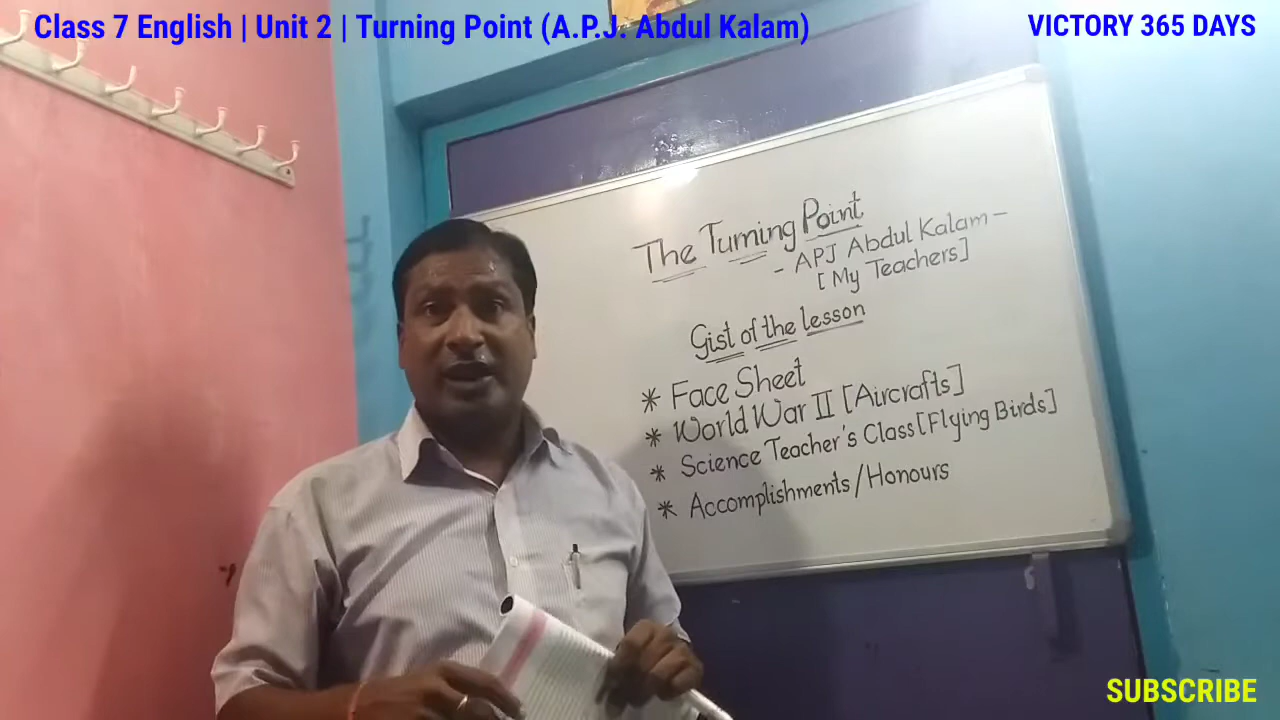 Class 7 English | Unit 2 | Turning Point (A.P.J. Abdul Kalam)
VICTORY 365 DAYS
The Turning Point
- APJ Abdul Kalam -
[My Teachers]
Gist of the lesson
* Face Sheet
* World War II [Aircrafts]
* Science Teacher's Class [Flying Birds]
* Accomplishments/Honours
SUBSCRIBE